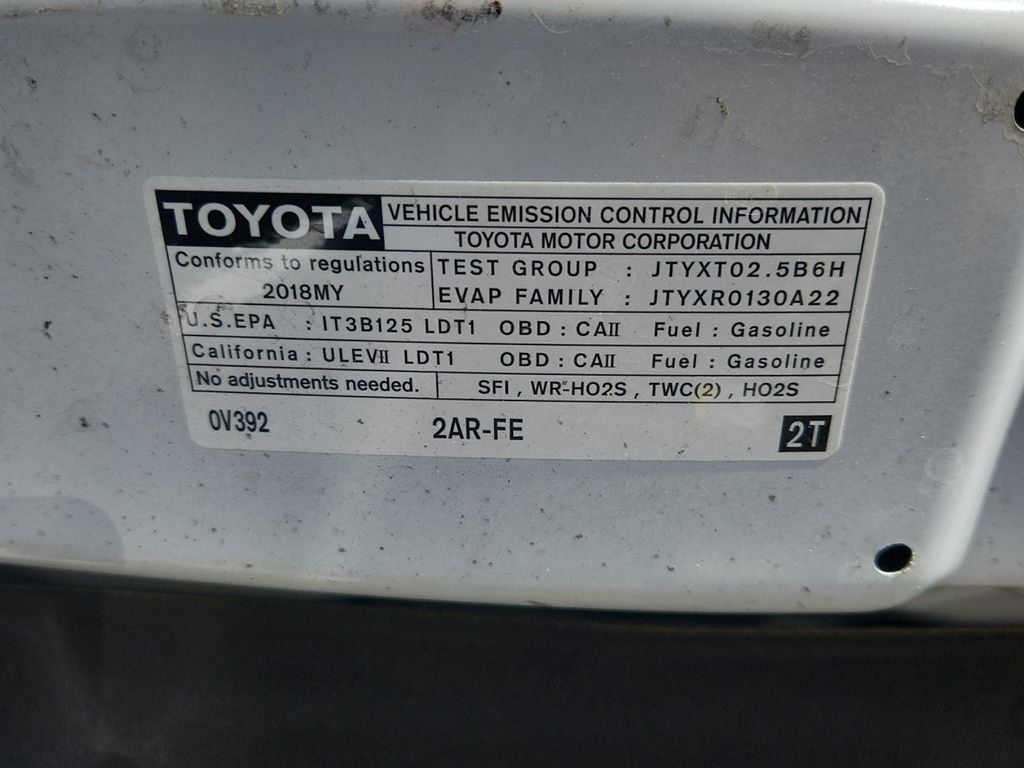 TOYOTA
VEHICLE EMISSION CONTROL INFORMATION
TOYOTA MOTOR CORPORATION
Conforms to regulations
2018MY
TEST GROUP : JTYXT02.5B6H
EVAP FAMILY : JTYXR0130A22
U.S.EPA : IT3B125 LDT1 OBD : CAII Fuel : Gasoline
California : ULEVII LDT1 OBD : CAII Fuel : Gasoline
No adjustments needed. SFI , WR-HO2S , TWC(2) , HO2S
0V392 2AR-FE 2T